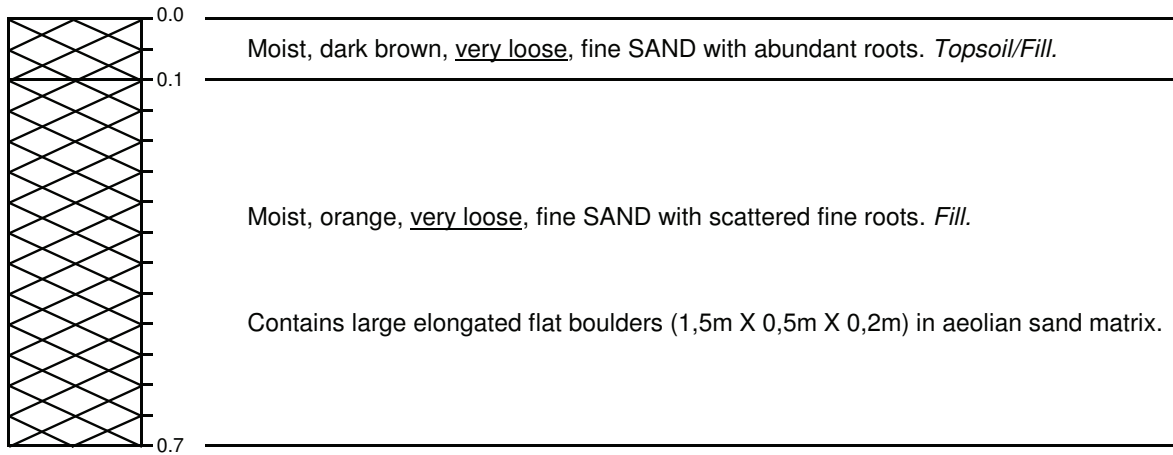 0.0
Moist, dark brown, very loose, fine SAND with abundant roots. Topsoil/Fill.
0.1
Moist, orange, very loose, fine SAND with scattered fine roots. Fill.
Contains large elongated flat boulders (1,5m X 0,5m X 0,2m) in aeolian sand matrix.
0.7